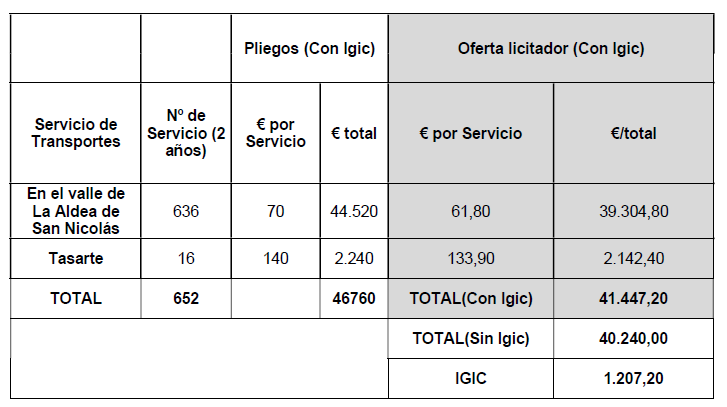 Pliegos (Con Igic) Oferta licitador (Con Igic)
Servicio de Transportes Nº de Servicio (2 años) € por Servicio € total € por Servicio €/total
En el valle de La Aldea de San Nicolás 636 70 44.520 61,80 39.304,80
Tasarte 16 140 2.240 133,90 2.142,40
TOTAL 652 46760 TOTAL(Con Igic) 41.447,20
TOTAL(Sin Igic) 40.240,00
IGIC 1.207,20